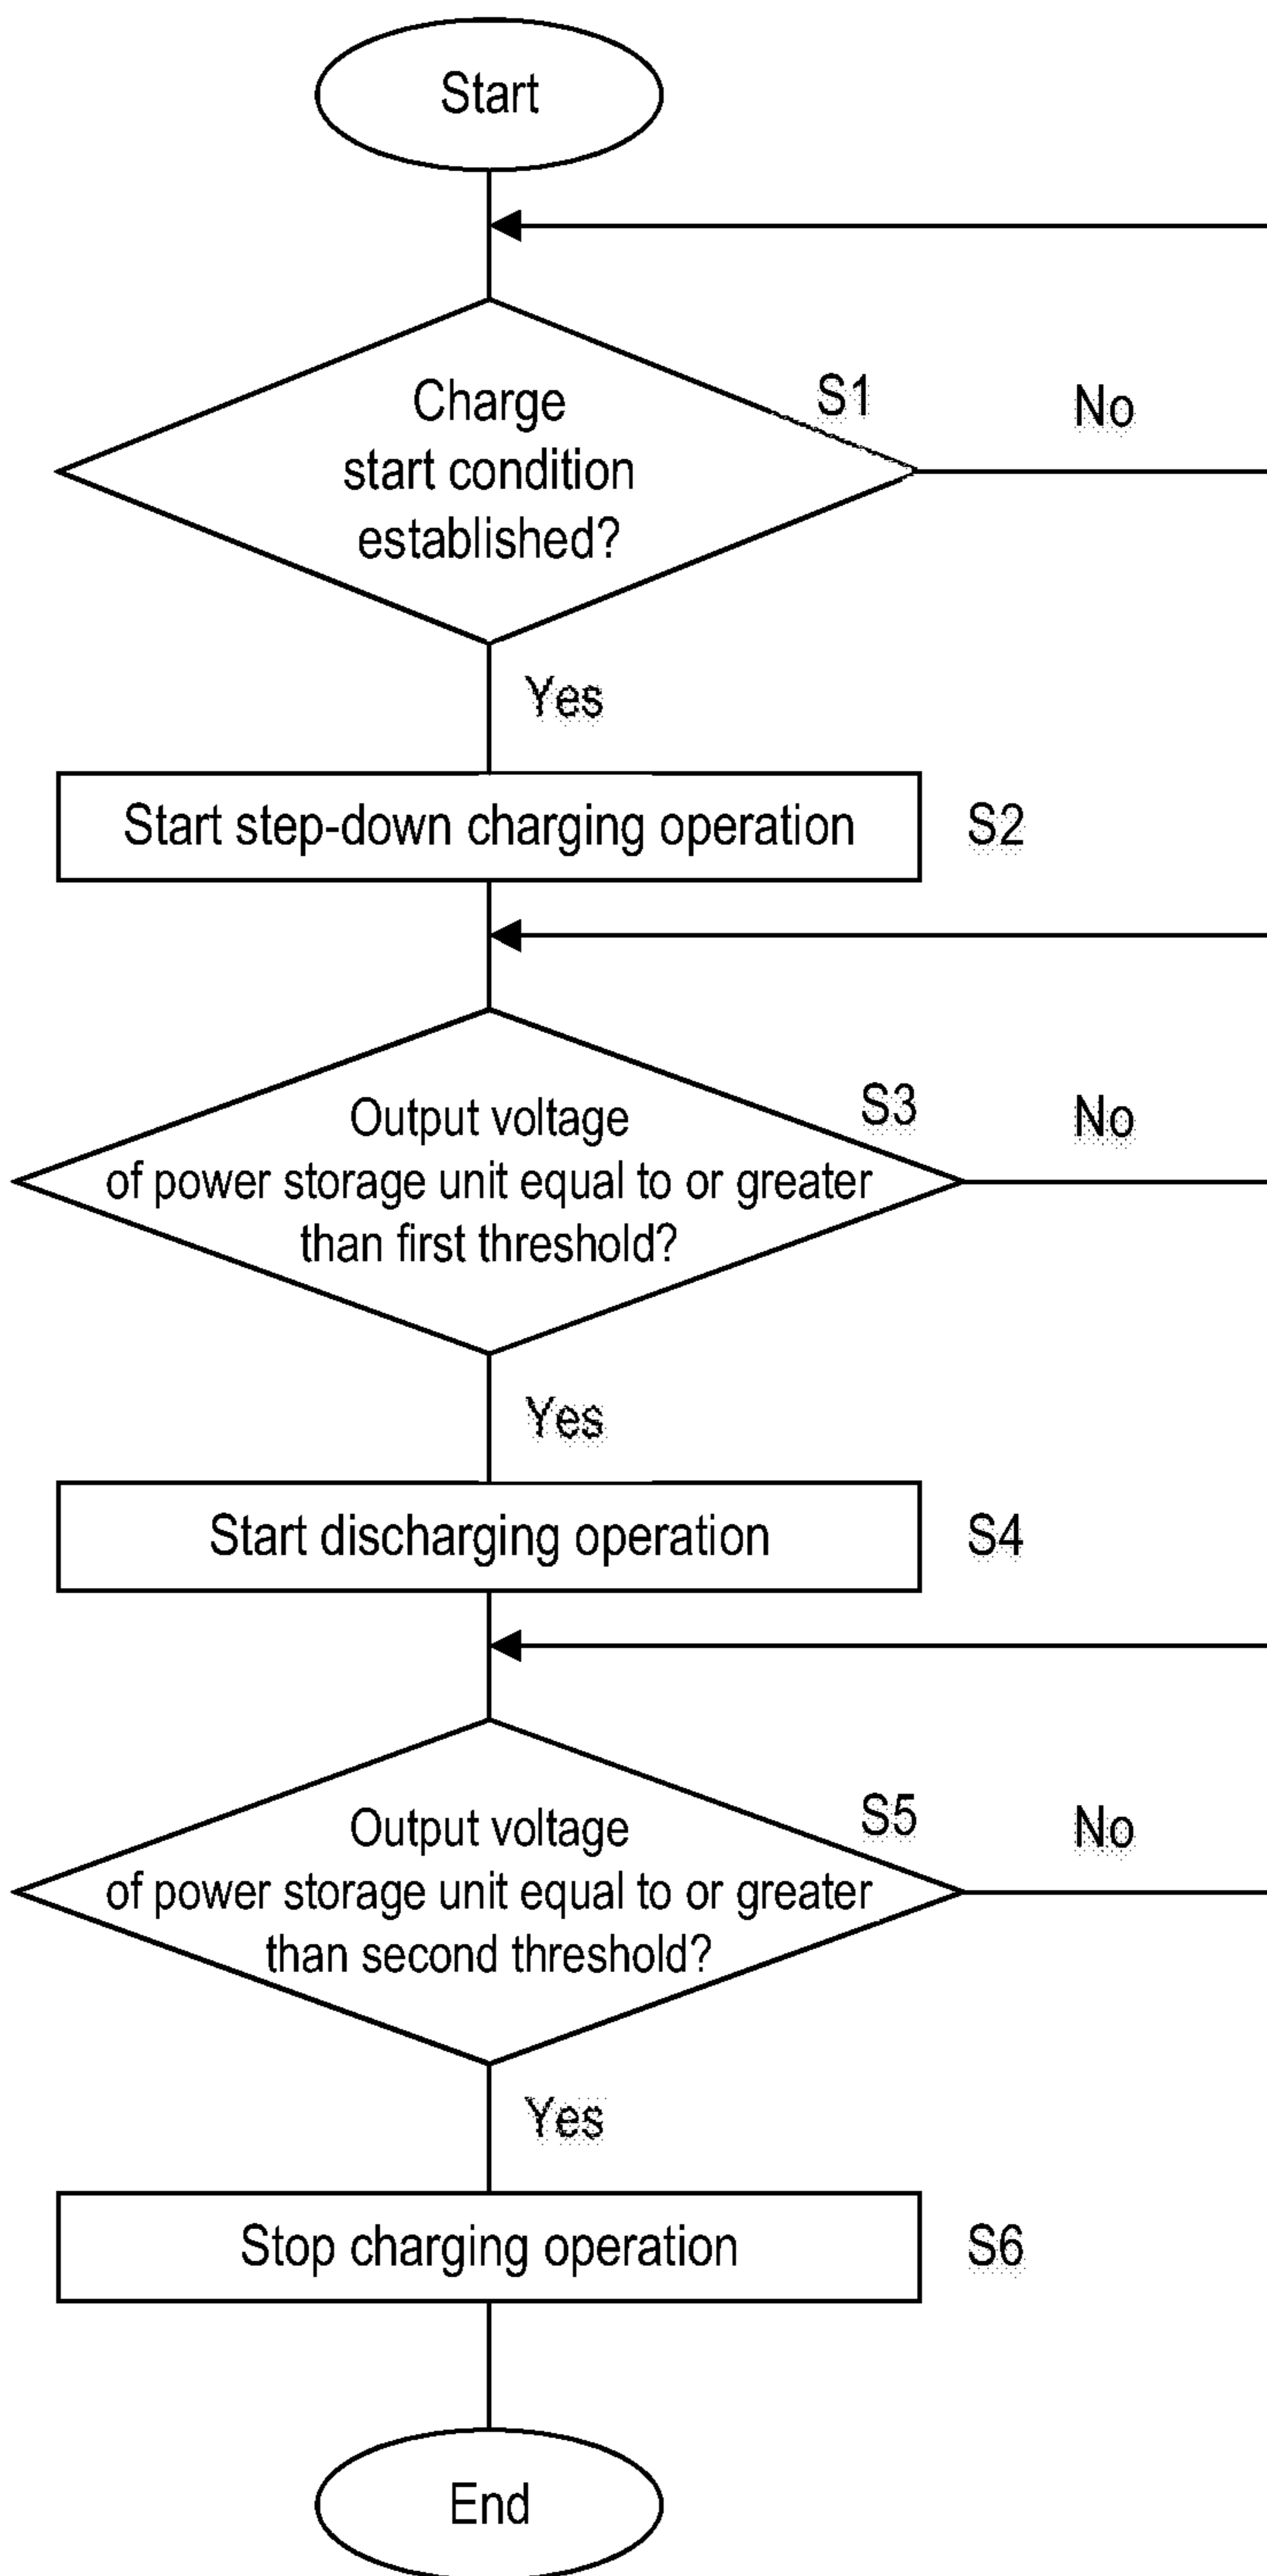 Start
Charge
start condition
established?
S1
No
Yes
Start step-down charging operation
S2
Output voltage
of power storage unit equal to or greater
than first threshold?
S3
No
Yes
Start discharging operation
S4
Output voltage
of power storage unit equal to or greater
than second threshold?
S5
No
Yes
Stop charging operation
S6
End